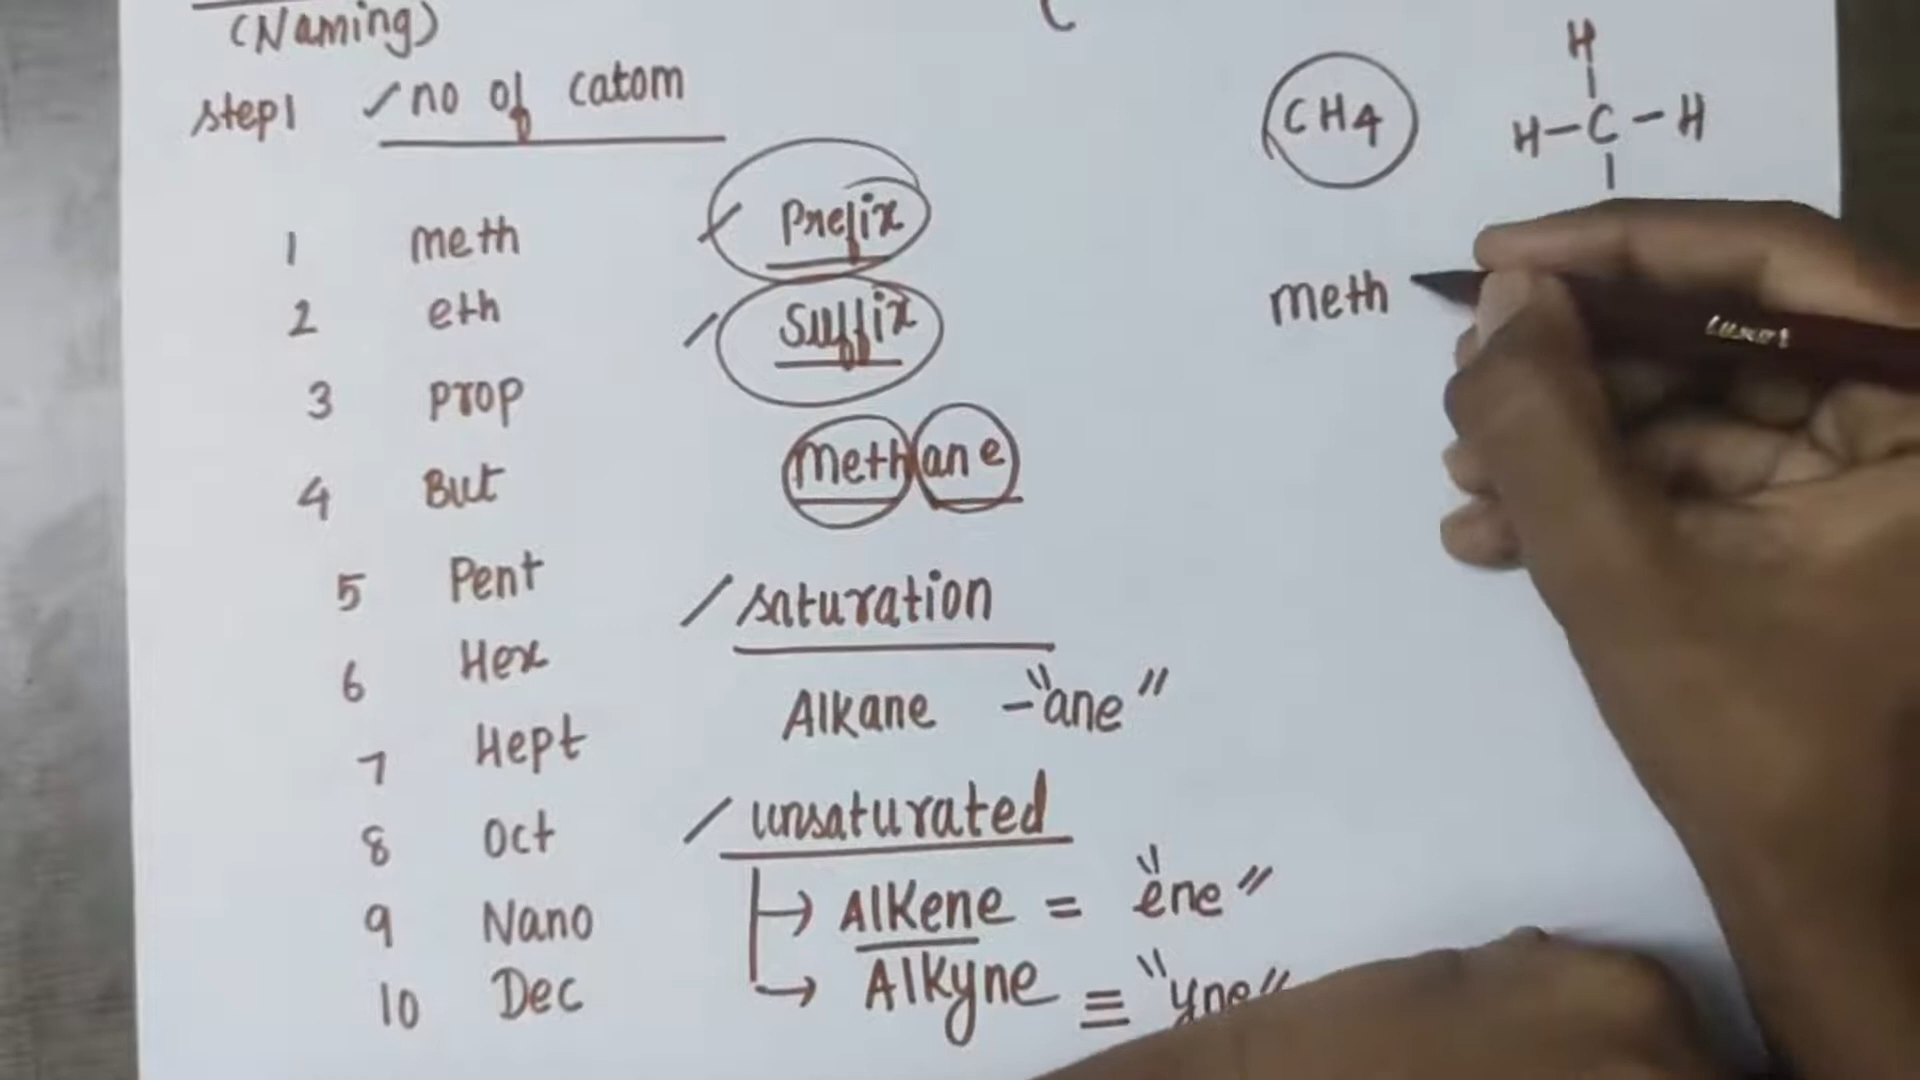 (Naming)
step1 no of catom
1 meth
2 eth
3 prop
4 But
5 Pent
6 Hex
7 Hept
8 Oct
9 Nano
10 Dec
Prefix
Suffix
methane
saturation
Alkane - "ane"
unsaturated
→ Alkene = "ene"
→ Alkyne ≡ "yne"
CH4
H
H-C-H
meth
Luxor